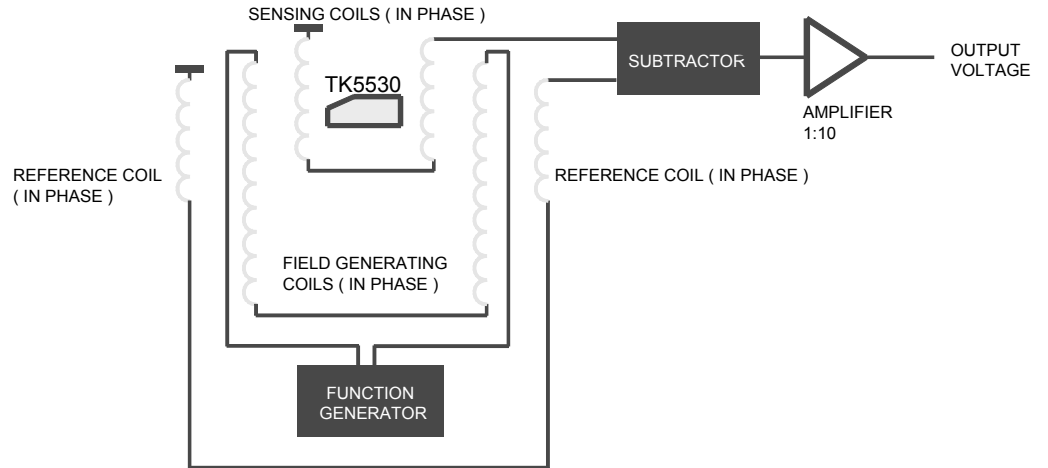 SENSING COILS ( IN PHASE )
SUBTRACTOR
OUTPUT
VOLTAGE
TK5530
AMPLIFIER
1:10
REFERENCE COIL
( IN PHASE )
REFERENCE COIL ( IN PHASE )
FIELD GENERATING
COILS ( IN PHASE )
FUNCTION
GENERATOR